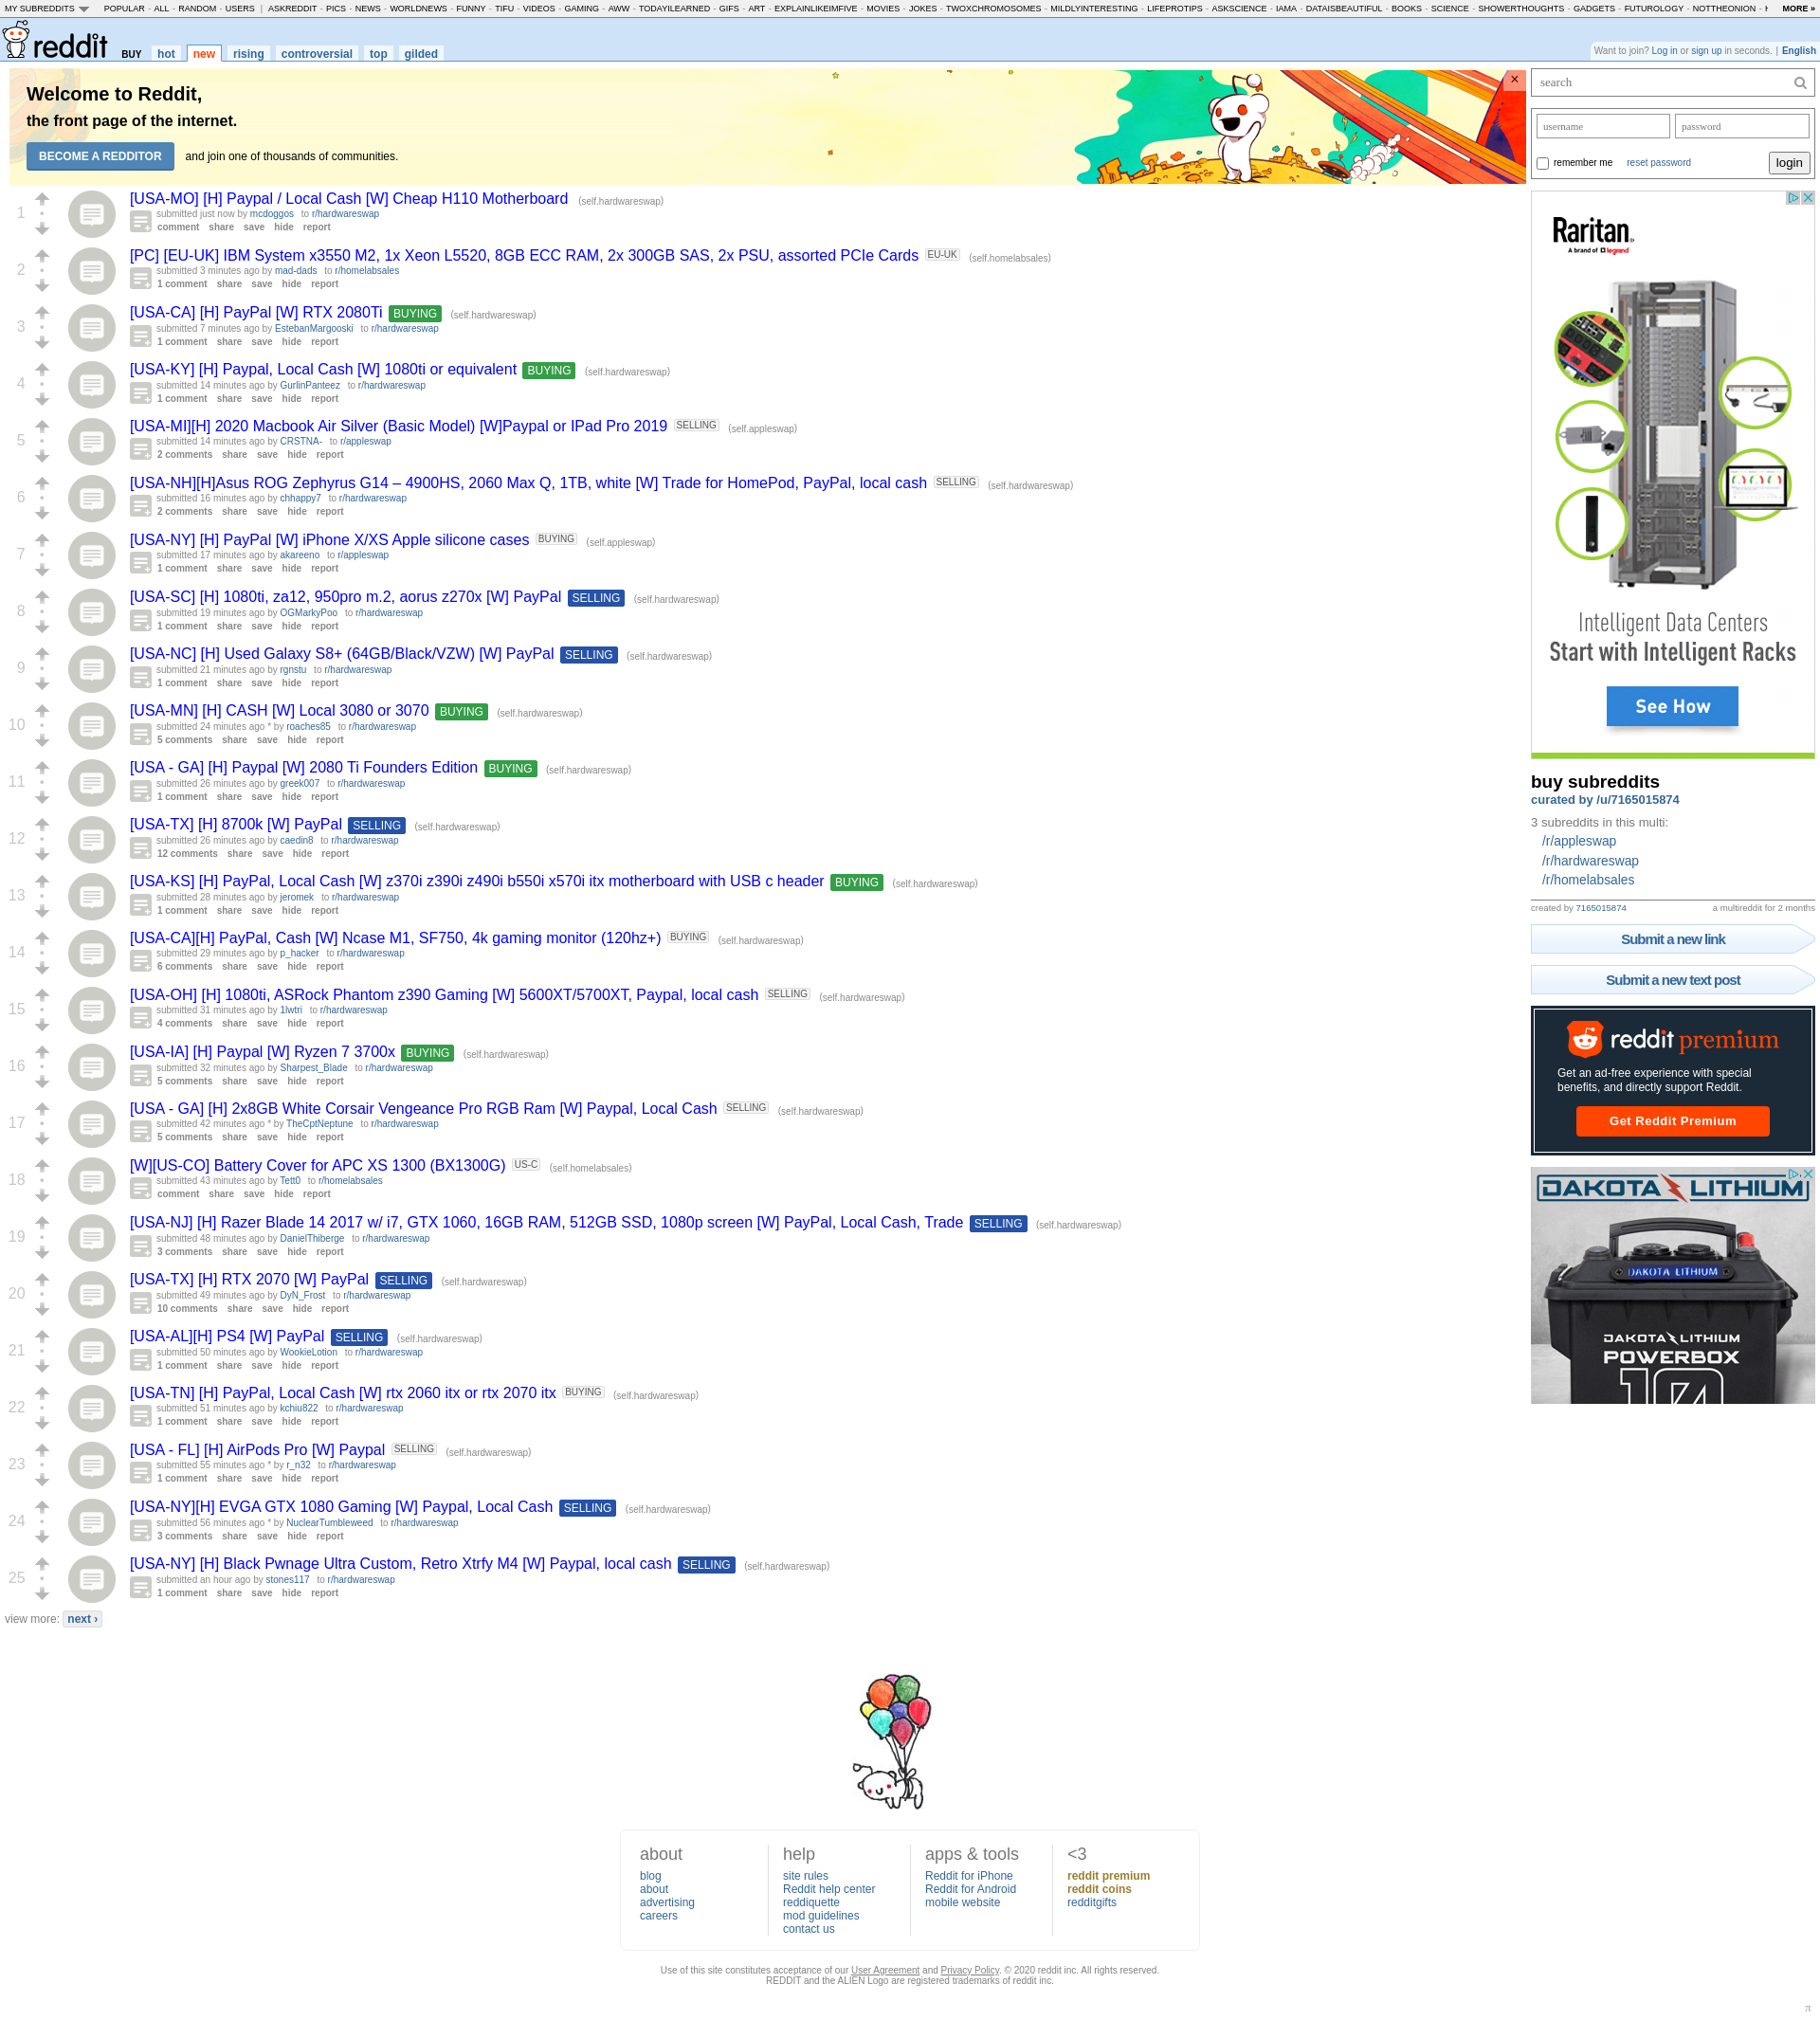 MY SUBREDDITS POPULAR - ALL - RANDOM - USERS | ASKREDDIT - PICS - NEWS - WORLDNEWS - FUNNY - TIFU - VIDEOS - GAMING - AWW - TODAYILEARNED - GIFS - ART - EXPLAINLIKEIMFIVE - MOVIES - JOKES - TWOXCHROMOSOMES - MILDLYINTERESTING - LIFEPROTIPS - ASKSCIENCE - IAMA - DATAISBEAUTIFUL - BOOKS - SCIENCE - SHOWERTHOUGHTS - GADGETS - FUTUROLOGY - NOTTHEONION - MORE »
reddit BUY hot new rising controversial top gilded
Want to join? Log in or sign up in seconds. | English
Welcome to Reddit,
the front page of the internet.
BECOME A REDDITOR and join one of thousands of communities.
×
1
[USA-MO] [H] Paypal / Local Cash [W] Cheap H110 Motherboard (self.hardwareswap)
submitted just now by mcdoggos to r/hardwareswap
comment share save hide report
2
[PC] [EU-UK] IBM System x3550 M2, 1x Xeon L5520, 8GB ECC RAM, 2x 300GB SAS, 2x PSU, assorted PCIe Cards EU-UK (self.homelabsales)
submitted 3 minutes ago by mad-dads to r/homelabsales
1 comment share save hide report
3
[USA-CA] [H] PayPal [W] RTX 2080Ti BUYING (self.hardwareswap)
submitted 7 minutes ago by EstebanMargooski to r/hardwareswap
1 comment share save hide report
4
[USA-KY] [H] Paypal, Local Cash [W] 1080ti or equivalent BUYING (self.hardwareswap)
submitted 14 minutes ago by GurlinPanteez to r/hardwareswap
1 comment share save hide report
5
[USA-MI][H] 2020 Macbook Air Silver (Basic Model) [W]Paypal or IPad Pro 2019 SELLING (self.appleswap)
submitted 14 minutes ago by CRSTNA- to r/appleswap
2 comments share save hide report
6
[USA-NH][H]Asus ROG Zephyrus G14 – 4900HS, 2060 Max Q, 1TB, white [W] Trade for HomePod, PayPal, local cash SELLING (self.hardwareswap)
submitted 16 minutes ago by chhappy7 to r/hardwareswap
2 comments share save hide report
7
[USA-NY] [H] PayPal [W] iPhone X/XS Apple silicone cases BUYING (self.appleswap)
submitted 17 minutes ago by akareeno to r/appleswap
1 comment share save hide report
8
[USA-SC] [H] 1080ti, za12, 950pro m.2, aorus z270x [W] PayPal SELLING (self.hardwareswap)
submitted 19 minutes ago by OGMarkyPoo to r/hardwareswap
1 comment share save hide report
9
[USA-NC] [H] Used Galaxy S8+ (64GB/Black/VZW) [W] PayPal SELLING (self.hardwareswap)
submitted 21 minutes ago by rgnstu to r/hardwareswap
1 comment share save hide report
10
[USA-MN] [H] CASH [W] Local 3080 or 3070 BUYING (self.hardwareswap)
submitted 24 minutes ago * by roaches85 to r/hardwareswap
5 comments share save hide report
11
[USA - GA] [H] Paypal [W] 2080 Ti Founders Edition BUYING (self.hardwareswap)
submitted 26 minutes ago by greek007 to r/hardwareswap
1 comment share save hide report
12
[USA-TX] [H] 8700k [W] PayPal SELLING (self.hardwareswap)
submitted 26 minutes ago by caedin8 to r/hardwareswap
12 comments share save hide report
13
[USA-KS] [H] PayPal, Local Cash [W] z370i z390i z490i b550i x570i itx motherboard with USB c header BUYING (self.hardwareswap)
submitted 28 minutes ago by jeromek to r/hardwareswap
1 comment share save hide report
14
[USA-CA][H] PayPal, Cash [W] Ncase M1, SF750, 4k gaming monitor (120hz+) BUYING (self.hardwareswap)
submitted 29 minutes ago by p_hacker to r/hardwareswap
6 comments share save hide report
15
[USA-OH] [H] 1080ti, ASRock Phantom z390 Gaming [W] 5600XT/5700XT, Paypal, local cash SELLING (self.hardwareswap)
submitted 31 minutes ago by 1lwtri to r/hardwareswap
4 comments share save hide report
16
[USA-IA] [H] Paypal [W] Ryzen 7 3700x BUYING (self.hardwareswap)
submitted 32 minutes ago by Sharpest_Blade to r/hardwareswap
5 comments share save hide report
17
[USA - GA] [H] 2x8GB White Corsair Vengeance Pro RGB Ram [W] Paypal, Local Cash SELLING (self.hardwareswap)
submitted 42 minutes ago * by TheCptNeptune to r/hardwareswap
5 comments share save hide report
18
[W][US-CO] Battery Cover for APC XS 1300 (BX1300G) US-C (self.homelabsales)
submitted 43 minutes ago by Tett0 to r/homelabsales
comment share save hide report
19
[USA-NJ] [H] Razer Blade 14 2017 w/ i7, GTX 1060, 16GB RAM, 512GB SSD, 1080p screen [W] PayPal, Local Cash, Trade SELLING (self.hardwareswap)
submitted 48 minutes ago by DanielThiberge to r/hardwareswap
3 comments share save hide report
20
[USA-TX] [H] RTX 2070 [W] PayPal SELLING (self.hardwareswap)
submitted 49 minutes ago by DyN_Frost to r/hardwareswap
10 comments share save hide report
21
[USA-AL][H] PS4 [W] PayPal SELLING (self.hardwareswap)
submitted 50 minutes ago by WookieLotion to r/hardwareswap
1 comment share save hide report
22
[USA-TN] [H] PayPal, Local Cash [W] rtx 2060 itx or rtx 2070 itx BUYING (self.hardwareswap)
submitted 51 minutes ago by kchiu822 to r/hardwareswap
1 comment share save hide report
23
[USA - FL] [H] AirPods Pro [W] Paypal SELLING (self.hardwareswap)
submitted 55 minutes ago * by r_n32 to r/hardwareswap
1 comment share save hide report
24
[USA-NY][H] EVGA GTX 1080 Gaming [W] Paypal, Local Cash SELLING (self.hardwareswap)
submitted 56 minutes ago * by NuclearTumbleweed to r/hardwareswap
3 comments share save hide report
25
[USA-NY] [H] Black Pwnage Ultra Custom, Retro Xtrfy M4 [W] Paypal, local cash SELLING (self.hardwareswap)
submitted an hour ago by stones117 to r/hardwareswap
1 comment share save hide report
view more: next ›
search
username password
remember me reset password login
Raritan.
A brand of legrand
Intelligent Data Centers
Start with Intelligent Racks
See How
buy subreddits
curated by /u/7165015874
3 subreddits in this multi:
/r/appleswap
/r/hardwareswap
/r/homelabsales
created by 7165015874 a multireddit for 2 months
Submit a new link
Submit a new text post
reddit premium
Get an ad-free experience with special
benefits, and directly support Reddit.
Get Reddit Premium
DAKOTA LITHIUM
DAKOTA LITHIUM
DAKOTA LITHIUM
POWERBOX
10
about
blog
about
advertising
careers
help
site rules
Reddit help center
reddiquette
mod guidelines
contact us
apps & tools
Reddit for iPhone
Reddit for Android
mobile website
<3
reddit premium
reddit coins
redditgifts
Use of this site constitutes acceptance of our User Agreement and Privacy Policy. © 2020 reddit inc. All rights reserved.
REDDIT and the ALIEN Logo are registered trademarks of reddit inc.
π